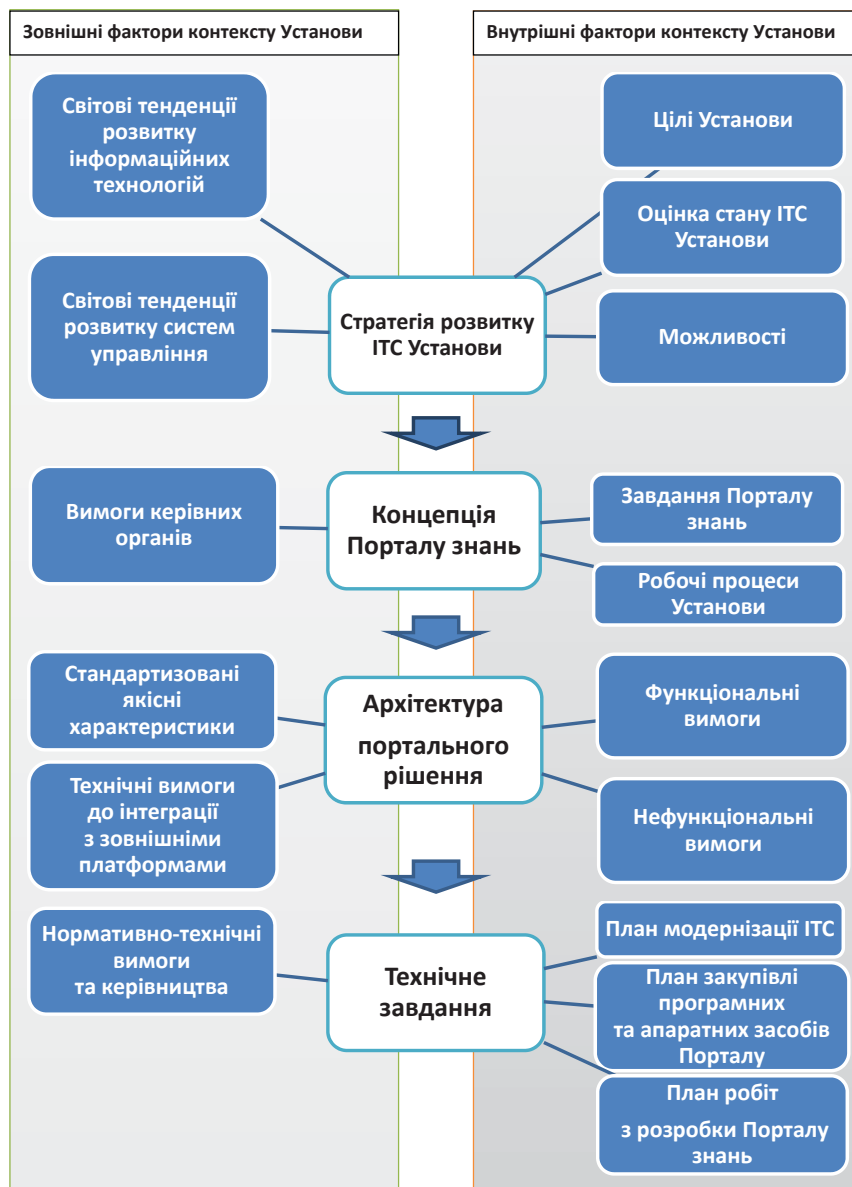 Зовнішні фактори контексту Установи
Внутрішні фактори контексту Установи
Світові тенденції
розвитку
інформаційних
технологій
Цілі Установи
Оцінка стану ІТС
Установи
Світові тенденції
розвитку систем
управління
Стратегія розвитку
ІТС Установи
Можливості
Вимоги керівних
органів
Концепція
Порталу знань
Завдання Порталу
знань
Робочі процеси
Установи
Стандартизовані
якісні
характеристики
Архітектура
портального
рішення
Функціональні
вимоги
Технічні вимоги
до інтеграції
з зовнішніми
платформами
Нефункціональні
вимоги
Нормативно-технічні
вимоги
та керівництва
Технічне
завдання
План модернізації ІТС
План закупівлі
програмних
та апаратних засобів
Порталу
План робіт
з розробки Порталу
знань